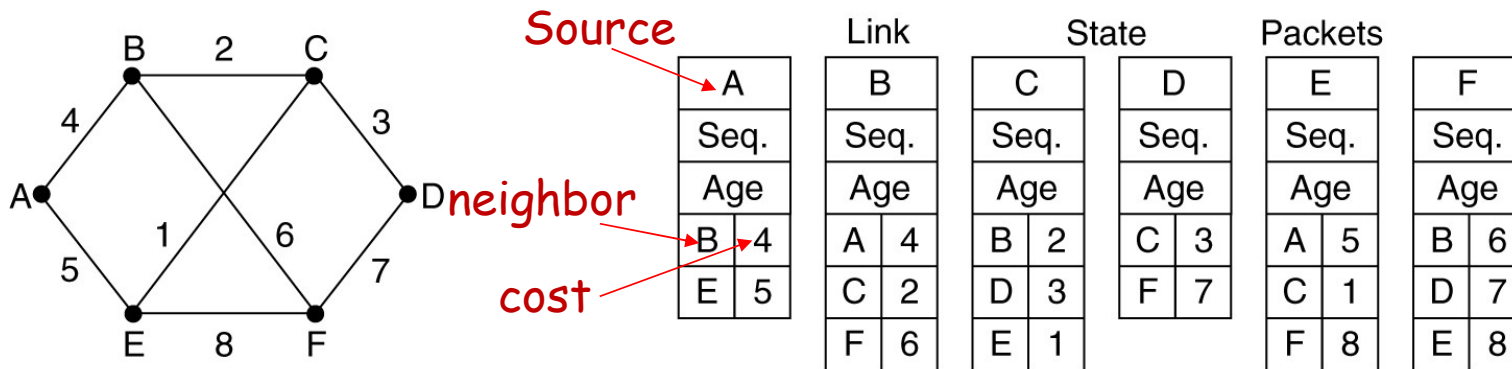 B 2 C
4 3
A D
1 6
5 7
E 8 F
Source
neighbor
cost
Link State Packets
A B C D E F
Seq. Seq. Seq. Seq. Seq. Seq.
Age Age Age Age Age Age
B 4 A 4 B 2 C 3 A 5 B 6
E 5 C 2 D 3 F 7 C 1 D 7
F 6 E 1 F 8 E 8